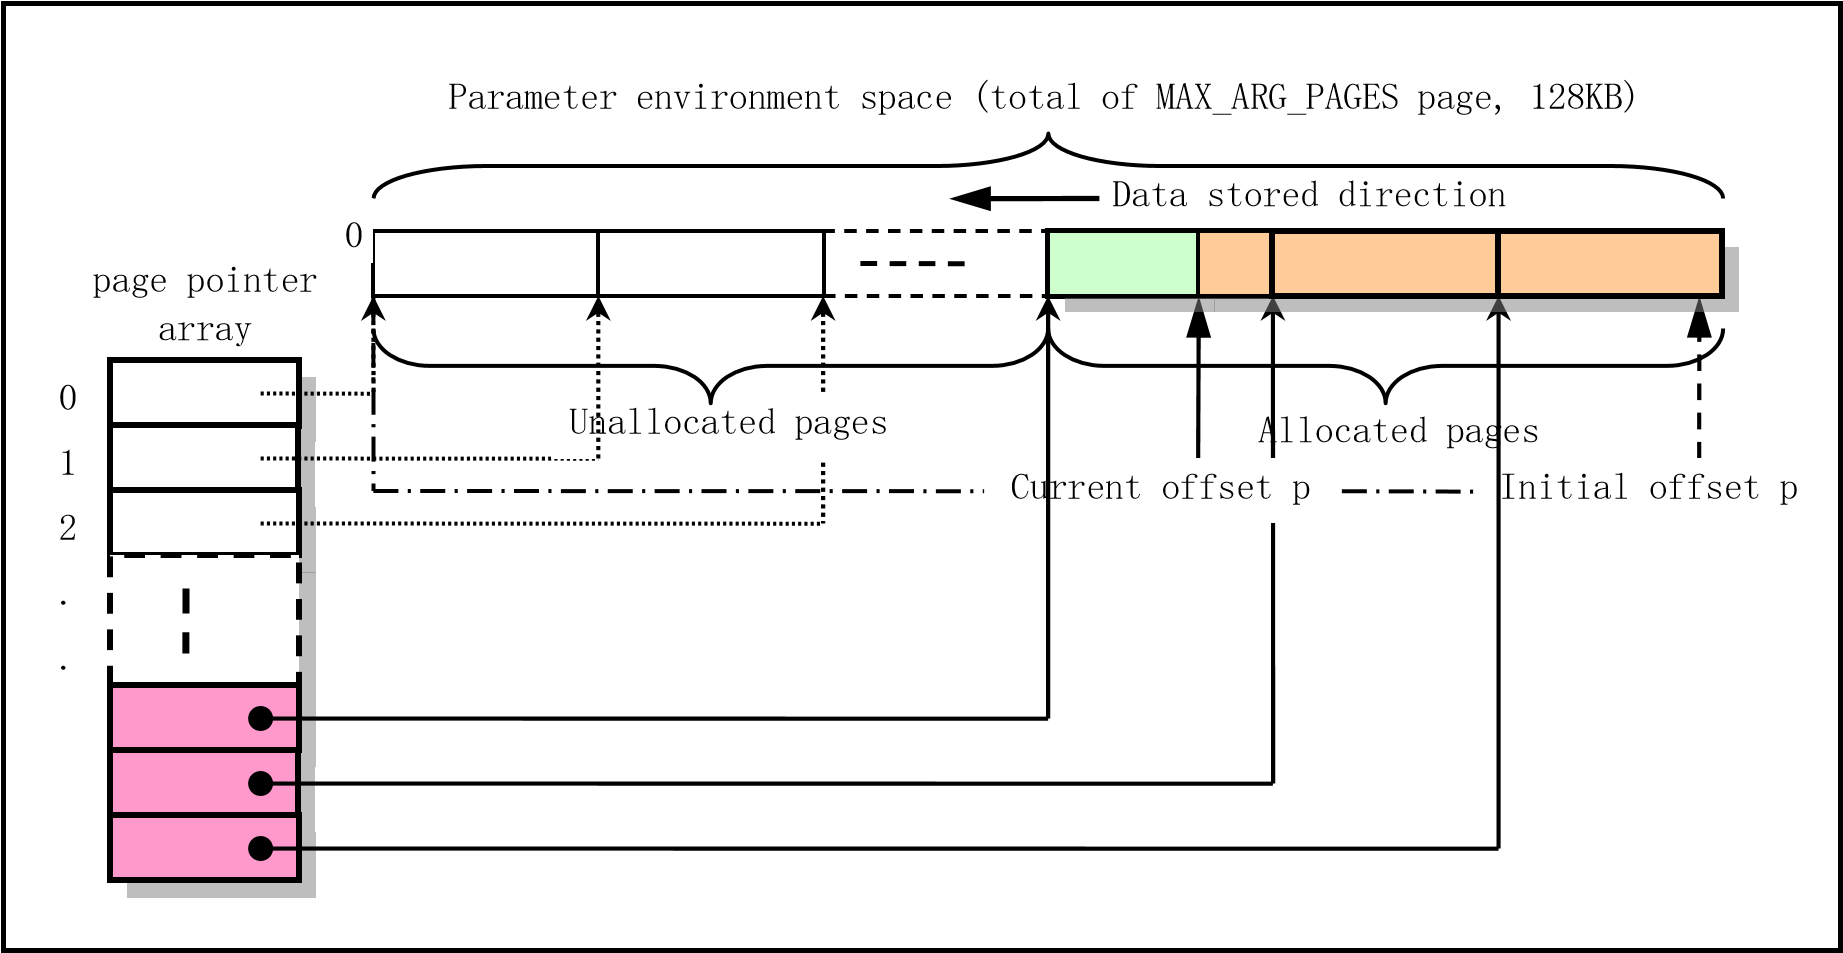 Parameter environment space (total of MAX_ARG_PAGES page, 128KB)
Data stored direction
0
page pointer
array
0
1
2
.
.
Unallocated pages
Allocated pages
Current offset p
Initial offset p